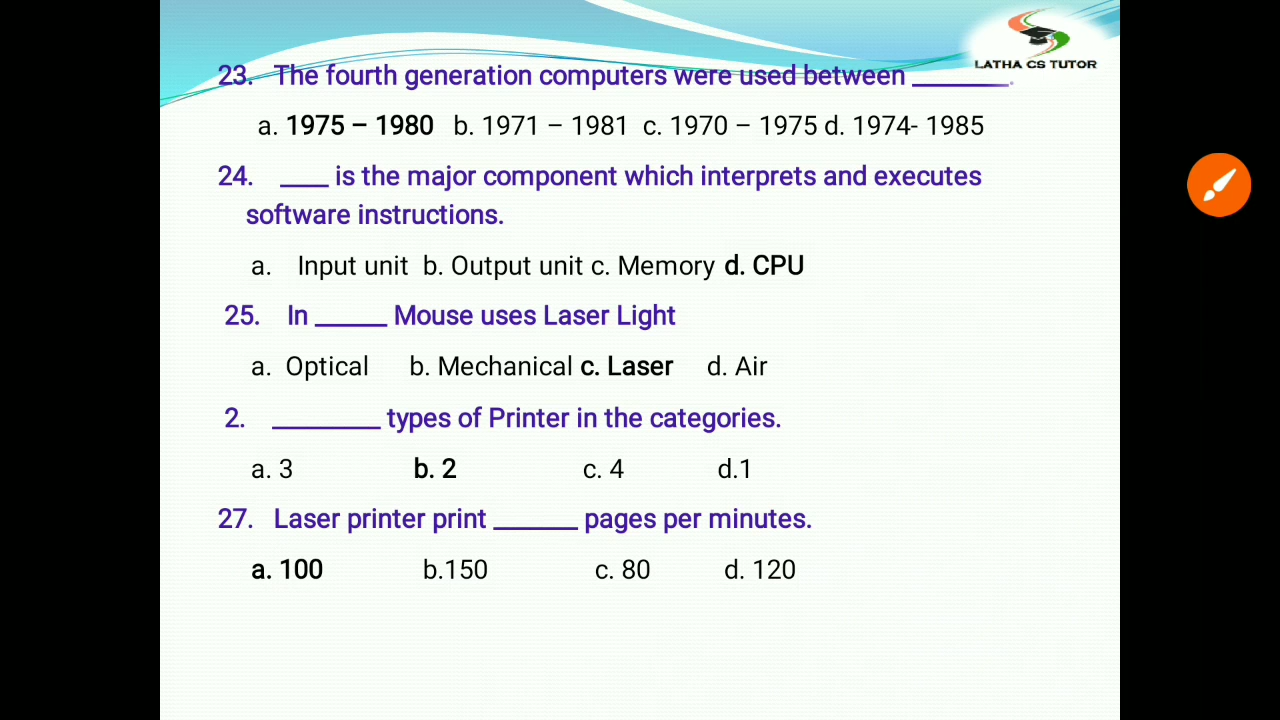 LATHA CS TUTOR
23. The fourth generation computers were used between _______.
a. 1975 – 1980 b. 1971 – 1981 c. 1970 – 1975 d. 1974- 1985
24. ____ is the major component which interprets and executes
software instructions.
a. Input unit b. Output unit c. Memory d. CPU
25. In ______ Mouse uses Laser Light
a. Optical b. Mechanical c. Laser d. Air
2. _________ types of Printer in the categories.
a. 3 b. 2 c. 4 d.1
27. Laser printer print _______ pages per minutes.
a. 100 b.150 c. 80 d. 120